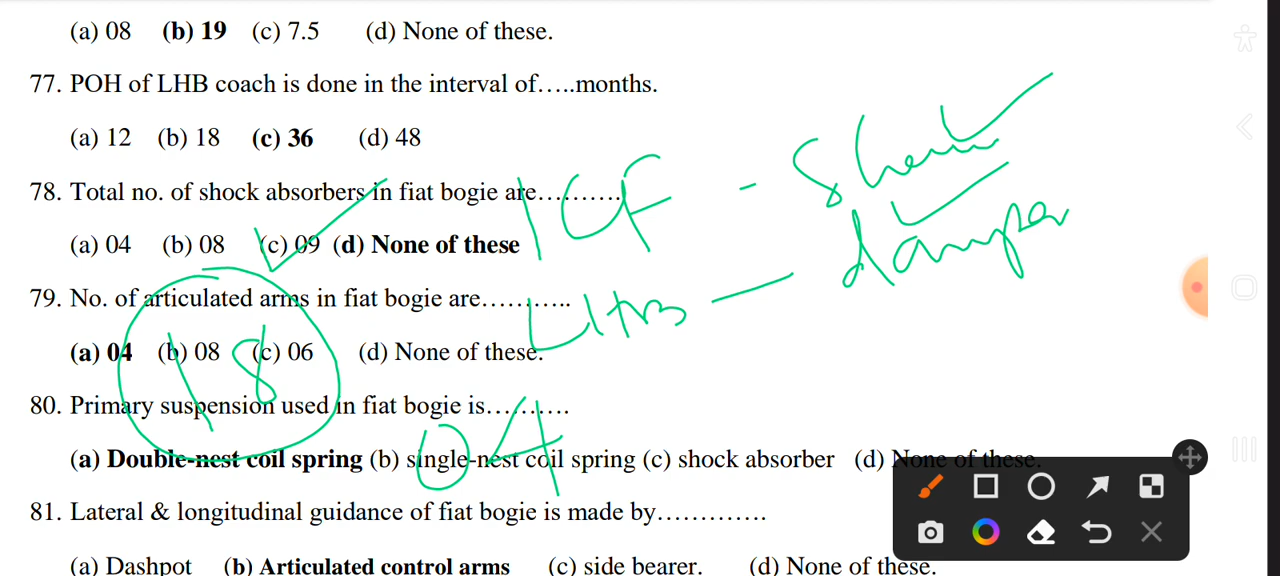 (a) 08 (b) 19 (c) 7.5 (d) None of these.
77. POH of LHB coach is done in the interval of…..months.
(a) 12 (b) 18 (c) 36 (d) 48
78. Total no. of shock absorbers in fiat bogie are……….
(a) 04 (b) 08 (c) 09 (d) None of these
79. No. of articulated arms in fiat bogie are………..
(a) 04 (b) 08 (c) 06 (d) None of these.
80. Primary suspension used in fiat bogie is……….
(a) Double-nest coil spring (b) single-nest coil spring (c) shock absorber (d) None of these.
81. Lateral & longitudinal guidance of fiat bogie is made by………….
(a) Dashpot (b) Articulated control arms (c) side bearer. (d) None of these.
ICF -
LHB —
18
04